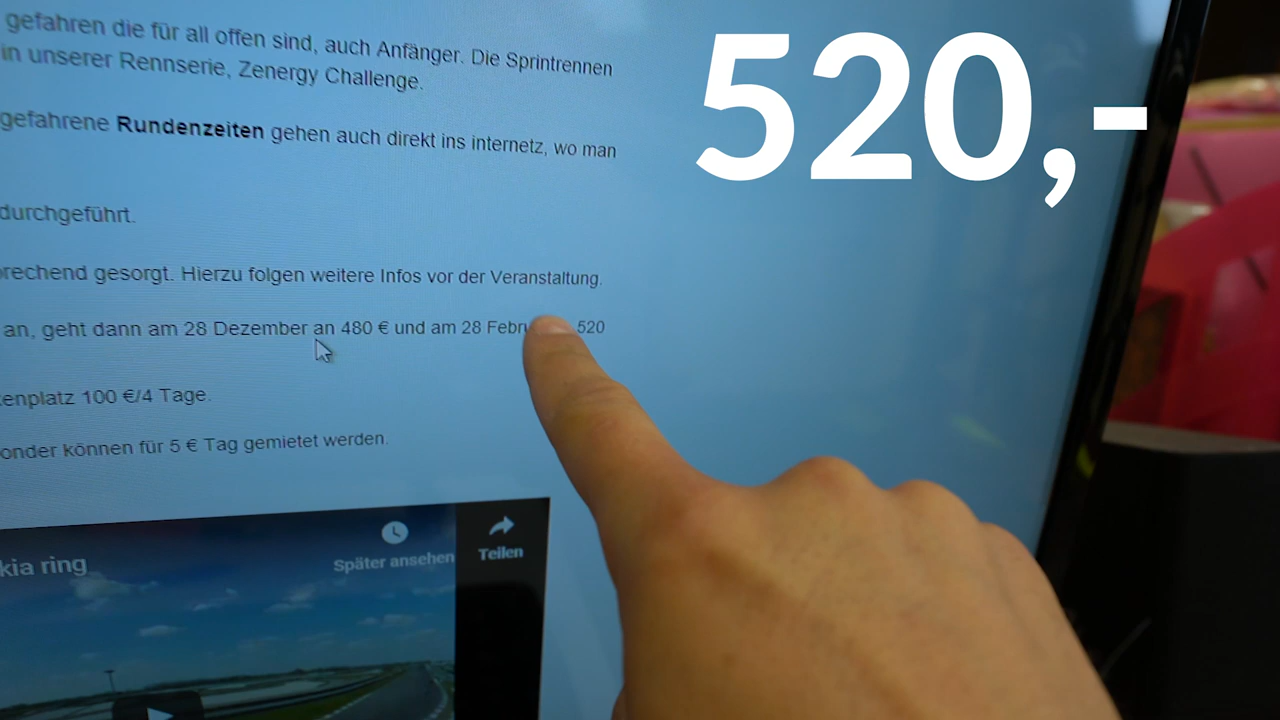 gefahren die für all offen sind, auch Anfänger. Die Sprintrennen
in unserer Rennserie, Zenergy Challenge.
gefahrene Rundenzeiten gehen auch direkt ins internetz, wo man
durchgeführt.
rechend gesorgt. Hierzu folgen weitere Infos vor der Veranstaltung.
an, geht dann am 28 Dezember an 480 € und am 28 Febru 520
enplatz 100 €/4 Tage.
onder können für 5 € Tag gemietet werden.
kia ring
Später ansehen
Teilen
520,-